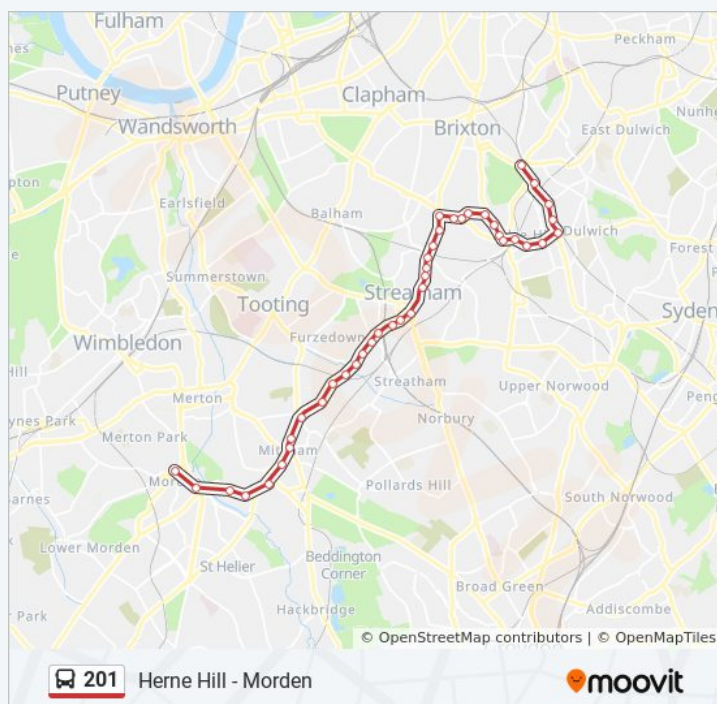 Fulham
Peckham
Clapham
Putney
Brixton
Wandsworth
East Dulwich
Earlsfield
Balham
Dulwich
Forest
Summerstown
Streatham
Tooting
Syden
Furzedown
Wimbledon
Hill
Streatham
Upper Norwood
Merton
Norbury
Merton Park
Pollards Hill
South Norwood
Lower Morden
Beddington
Corner
St Helier
Hackbridge
Broad Green
Addiscombe
r Park
© OpenStreetMap contributors | © OpenMapTiles
201 Herne Hill - Morden
moovit